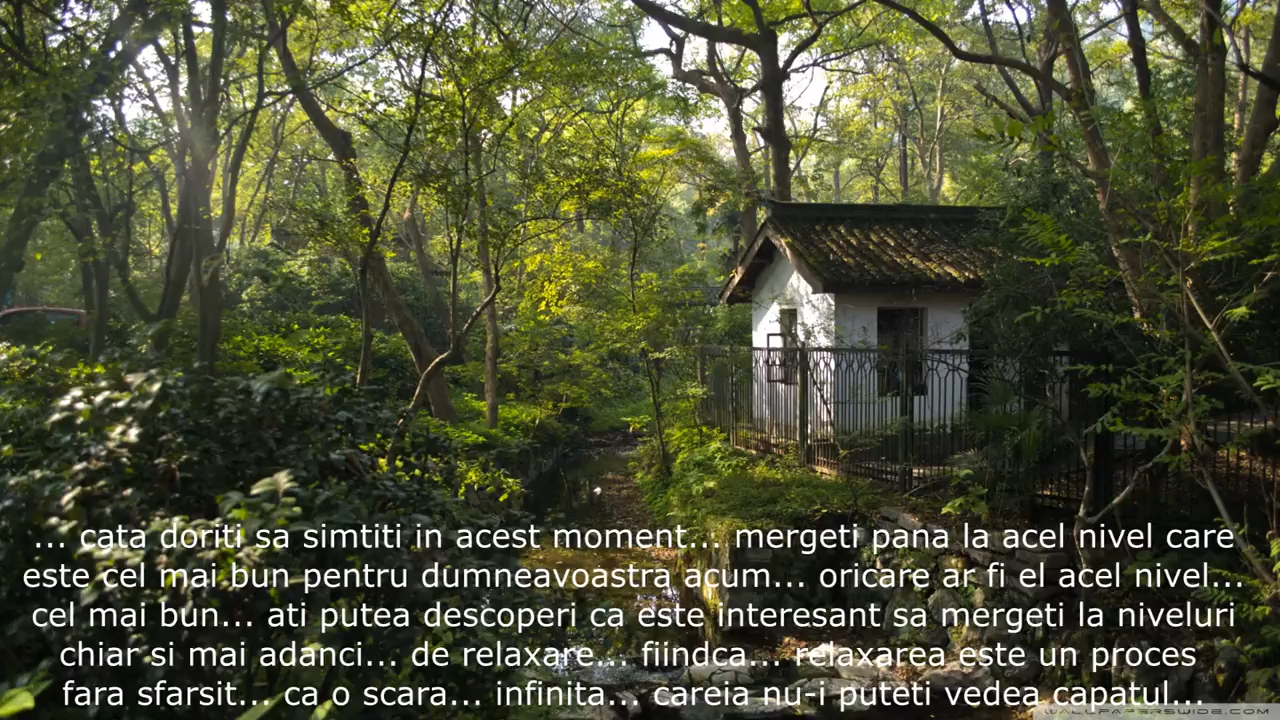 ... cata doriti sa simtiti in acest moment... mergeti pana la acel nivel care
este cel mai bun pentru dumneavoastra acum... oricare ar fi el acel nivel...
cel mai bun... ati putea descoperi ca este interesant sa mergeti la niveluri
chiar si mai adanci... de relaxare... fiindca... relaxarea este un proces
fara sfarsit... ca o scara... infinita... careia nu-i puteti vedea capatul...
WALLPAPERSWIDE.COM